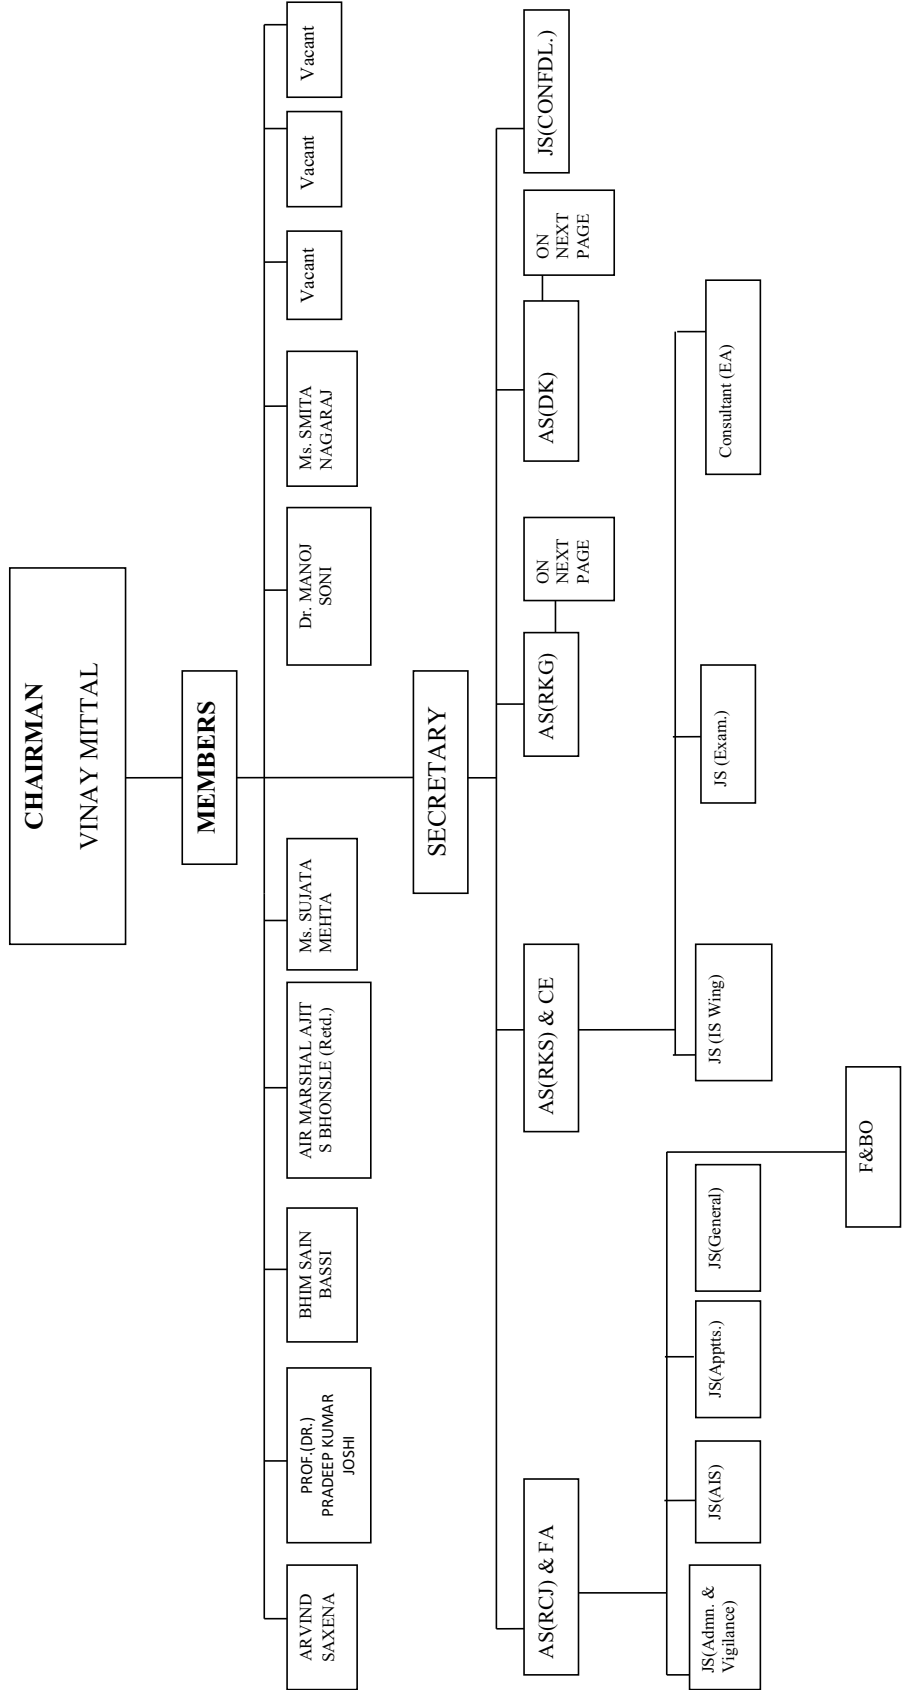 CHAIRMAN
VINAY MITTAL
MEMBERS
ARVIND
SAXENA
PROF.(DR.)
PRADEEP KUMAR
JOSHI
BHIM SAIN
BASSI
AIR MARSHAL AJIT
S BHONSLE (Retd.)
Ms. SUJATA
MEHTA
Dr. MANOJ
SONI
Ms. SMITA
NAGARAJ
Vacant
Vacant
Vacant
SECRETARY
AS(RCJ) & FA
AS(RKS) & CE
AS(RKG)
ON
NEXT
PAGE
AS(DK)
ON
NEXT
PAGE
JS(CONFDL.)
JS(Admn. &
Vigilance)
JS(AIS)
JS(Apptts.)
JS(General)
JS (IS Wing)
JS (Exam.)
Consultant (EA)
F&BO